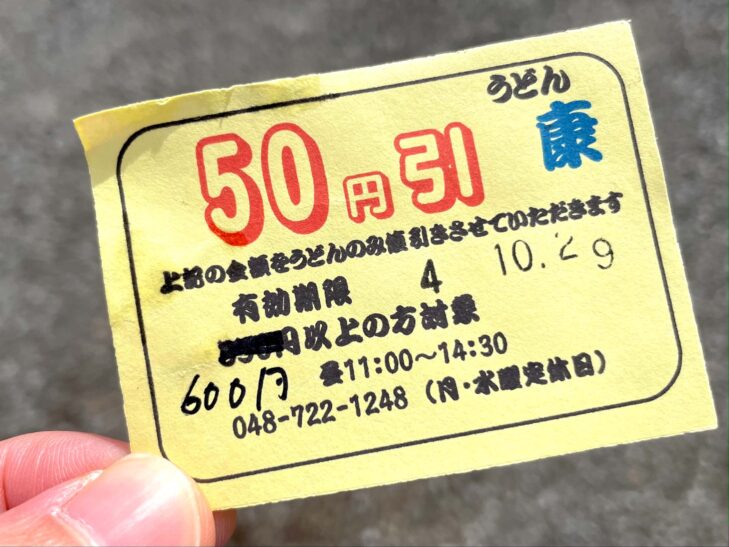 うどん
50円引 康
上記の金額をうどんのみ値引きさせていただきます
有効期限 4 10.29
円以上の方対象
600円 昼11:00〜14:30
048-722-1248 (月・水曜定休日)